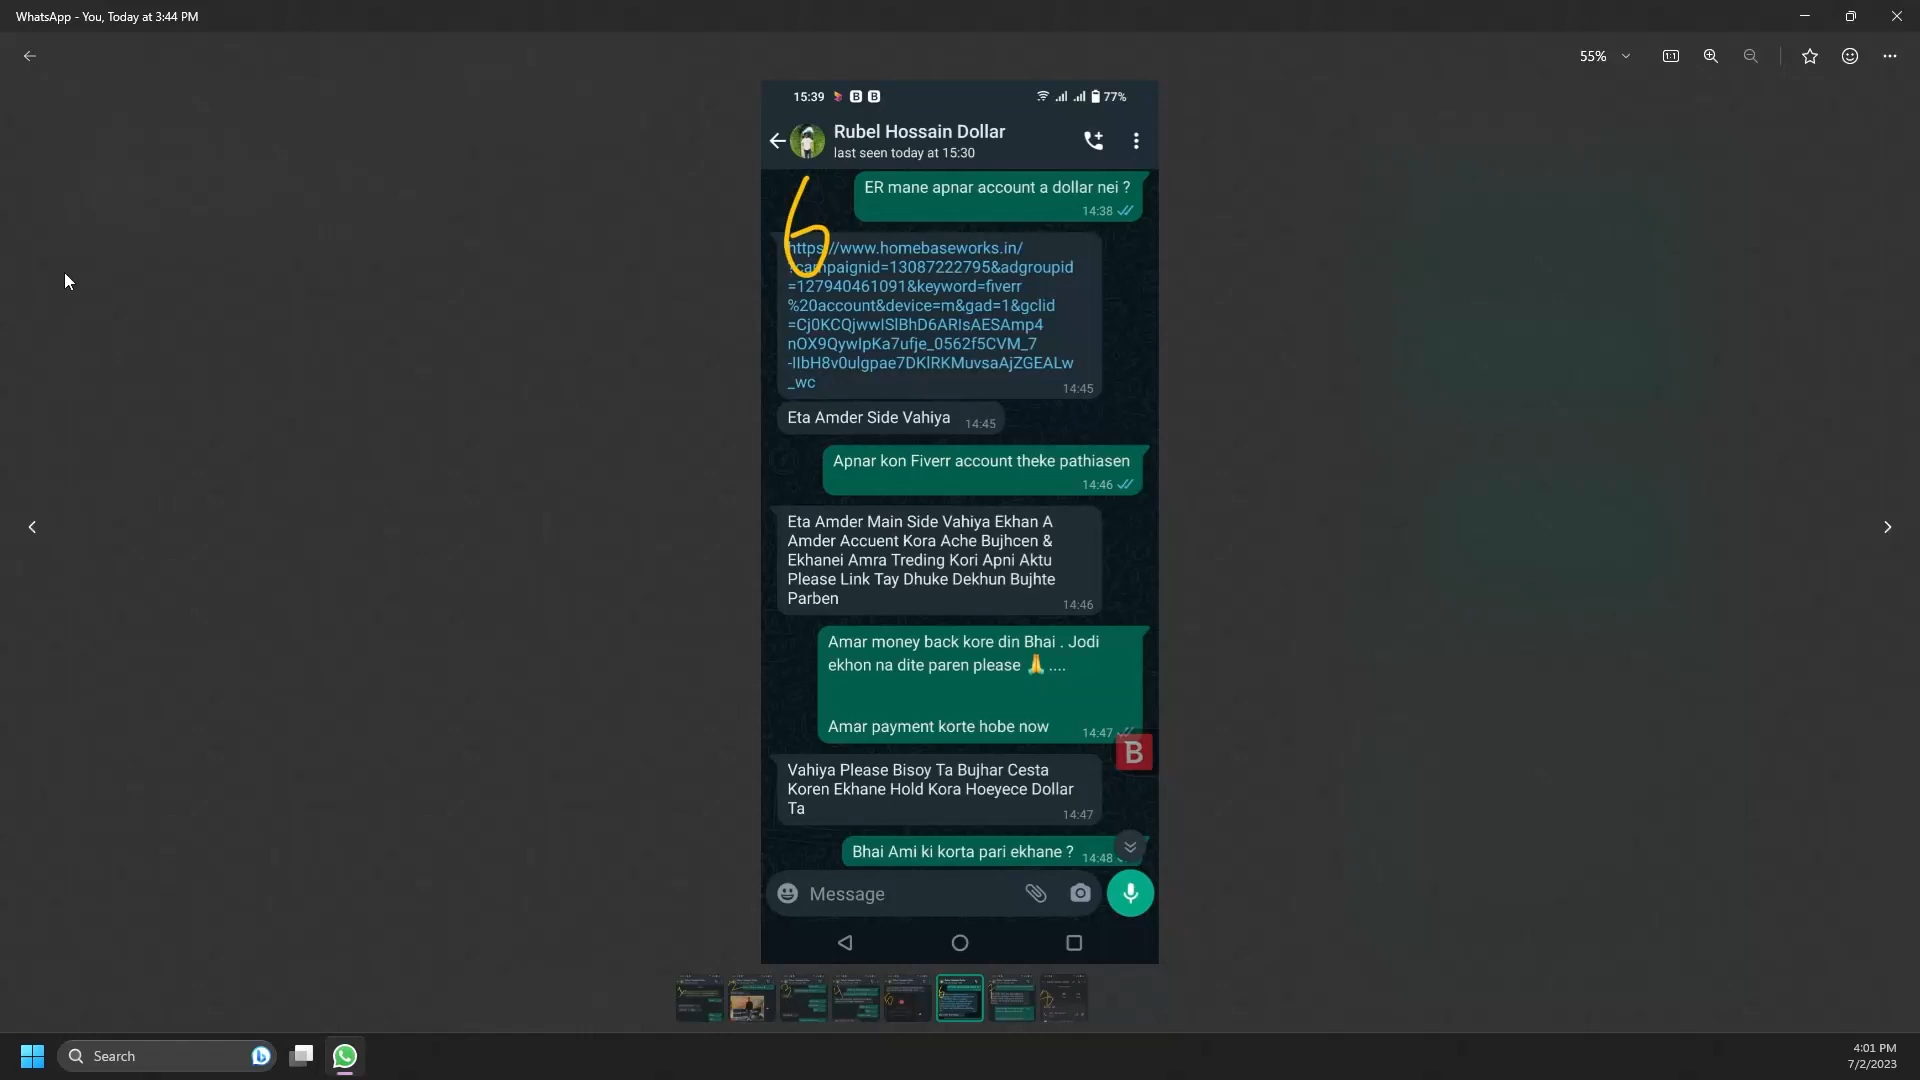 WhatsApp - You, Today at 3:44 PM
55%
15:39
77%
Rubel Hossain Dollar
last seen today at 15:30
6
ER mane apnar account a dollar nei ?
14:38
https://www.homebaseworks.in/
?campaignid=13087222795&adgroupid
=127940461091&keyword=fiverr
%20account&device=m&gad=1&gclid
=Cj0KCQjwwISlBhD6ARIsAESAmp4
nOX9QywIpKa7ufje_0562f5CVM_7
-IIbH8v0ulgpae7DKlRKMuvsaAjZGEALw
_wc
14:45
Eta Amder Side Vahiya
14:45
Apnar kon Fiverr account theke pathiasen
14:46
Eta Amder Main Side Vahiya Ekhan A
Amder Accuent Kora Ache Bujhcen &
Ekhanei Amra Treding Kori Apni Aktu
Please Link Tay Dhuke Dekhun Bujhte
Parben
14:46
Amar money back kore din Bhai . Jodi
ekhon na dite paren please 🙏 ....
Amar payment korte hobe now
14:47
B
Vahiya Please Bisoy Ta Bujhar Cesta
Koren Ekhane Hold Kora Hoeyece Dollar
Ta
14:47
Bhai Ami ki korta pari ekhane ?
14:48
Message
Search
4:01 PM
7/2/2023